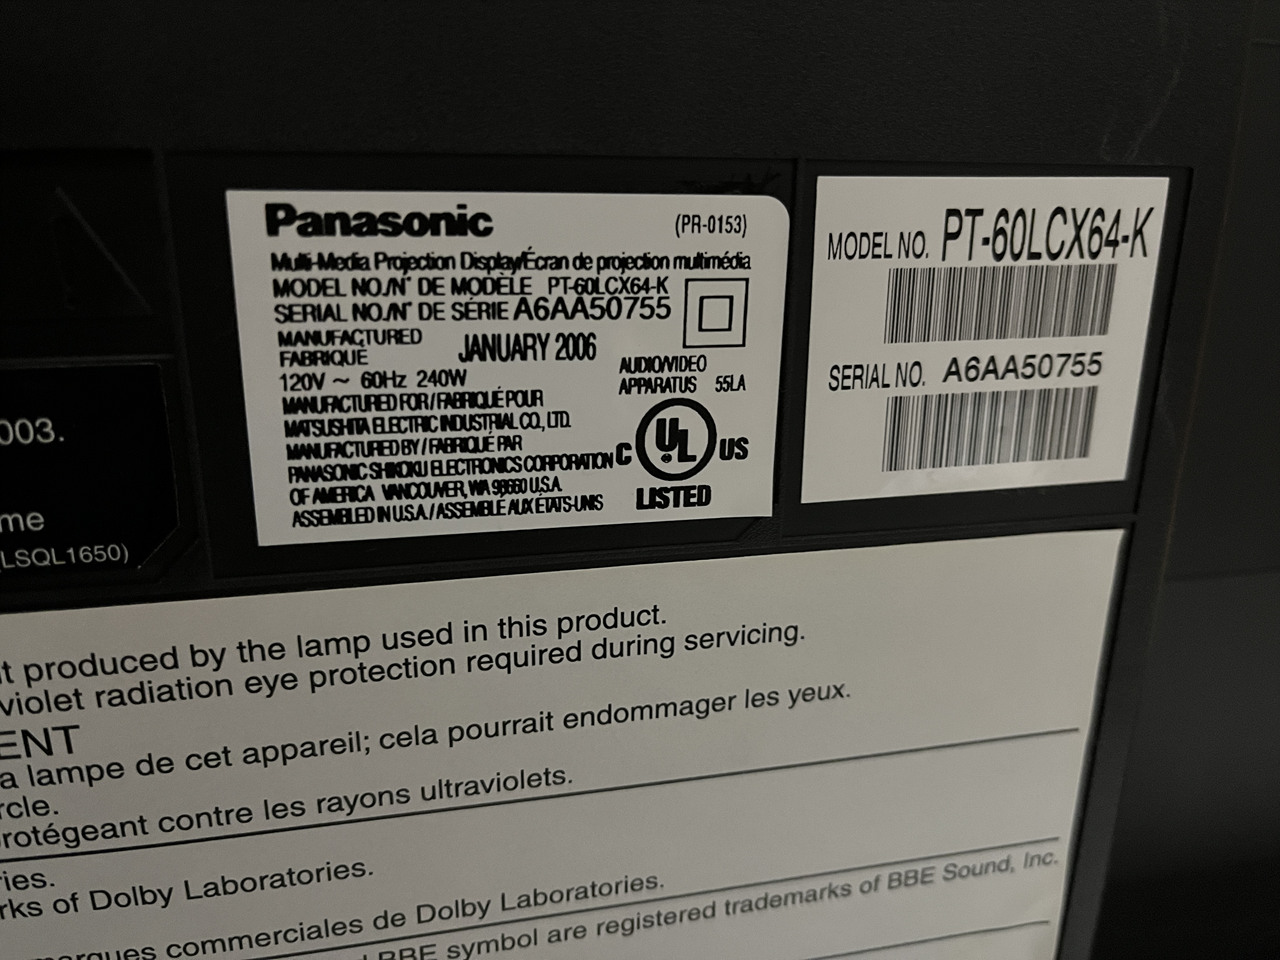 Panasonic
(PR-0153)
Multi-Media Projection Display/Écran de projection multimédia
MODEL NO./N° DE MODÈLE PT-60LCX64-K
SERIAL NO./N° DE SÉRIE A6AA50755
MANUFACTURED
FABRIQUÉ
JANUARY 2006
120V ~ 60Hz 240W
AUDIO/VIDEO
APPARATUS 55LA
MANUFACTURED FOR / FABRIQUÉ POUR
MATSUSHITA ELECTRIC INDUSTRIAL CO., LTD.
MANUFACTURED BY / FABRIQUÉ PAR
PANASONIC SHIKOKU ELECTRONICS CORPORATION
OF AMERICA VANCOUVER, WA 98660 U.S.A.
ASSEMBLED IN U.S.A. / ASSEMBLÉ AUX ÉTATS-UNIS
C UL US
LISTED
MODEL NO. PT-60LCX64-K
SERIAL NO. A6AA50755
003.
me
LSQL1650)
t produced by the lamp used in this product.
violet radiation eye protection required during servicing.
ENT
a lampe de cet appareil; cela pourrait endommager les yeux.
rcle.
rotégeant contre les rayons ultraviolets.
ies.
rks of Dolby Laboratories.
arques commerciales de Dolby Laboratories.
BBE symbol are registered trademarks of BBE Sound, Inc.